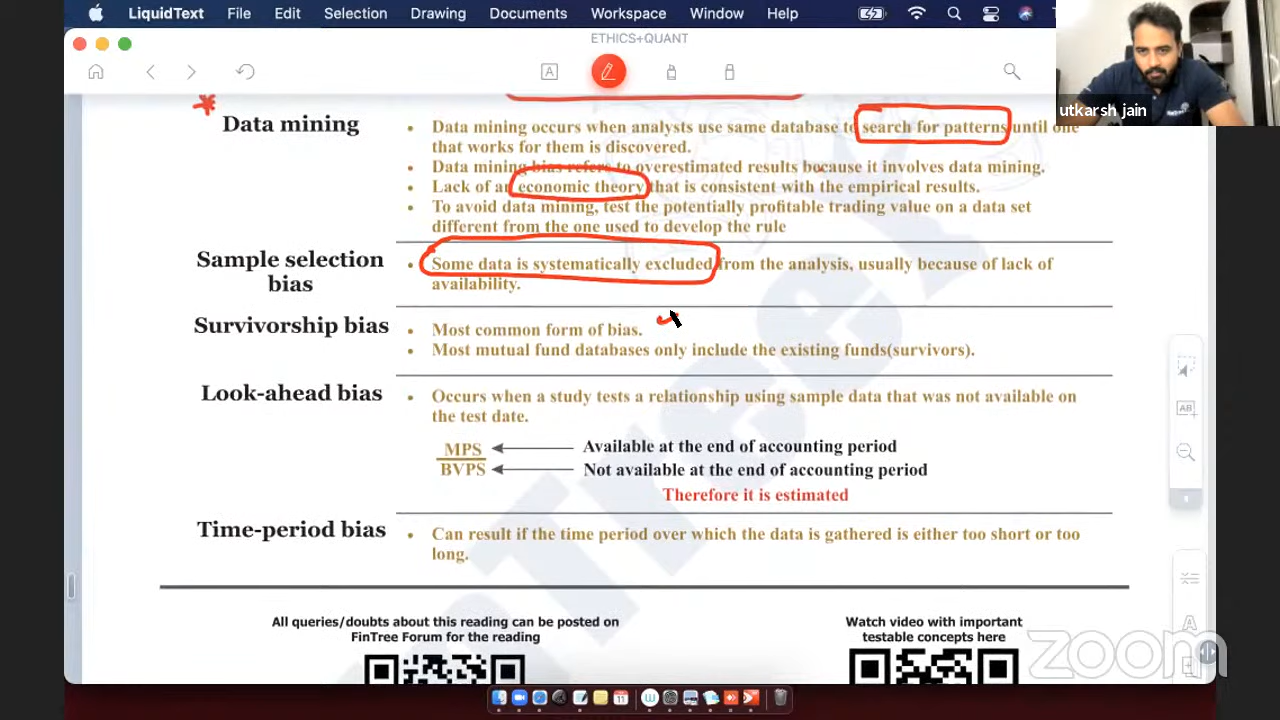 LiquidText File Edit Selection Drawing Documents Workspace Window Help
ETHICS+QUANT
utkarsh jain
Data mining
• Data mining occurs when analysts use same database to search for patterns until one
that works for them is discovered.
• Data mining bias refers to overestimated results because it involves data mining.
• Lack of an economic theory that is consistent with the empirical results.
• To avoid data mining, test the potentially profitable trading value on a data set
different from the one used to develop the rule
Sample selection
bias
• Some data is systematically excluded from the analysis, usually because of lack of
availability.
Survivorship bias
• Most common form of bias.
• Most mutual fund databases only include the existing funds(survivors).
Look-ahead bias
• Occurs when a study tests a relationship using sample data that was not available on
the test date.
MPS Available at the end of accounting period
BVPS Not available at the end of accounting period
Therefore it is estimated
Time-period bias
• Can result if the time period over which the data is gathered is either too short or too
long.
All queries/doubts about this reading can be posted on
FinTree Forum for the reading
Watch video with important
testable concepts here
zoom